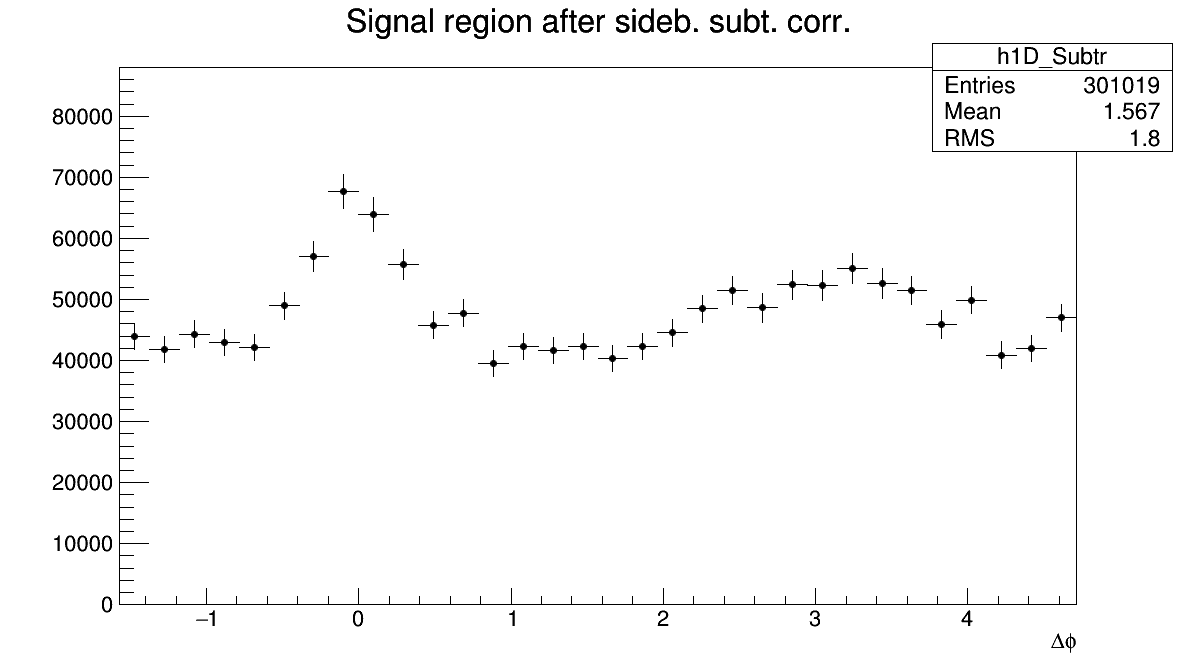 Signal region after sideb. subt. corr.
h1D_Subtr
Entries 301019
Mean 1.567
RMS 1.8
80000
70000
60000
50000
40000
30000
20000
10000
0
−1 0 1 2 3 4
Δϕ